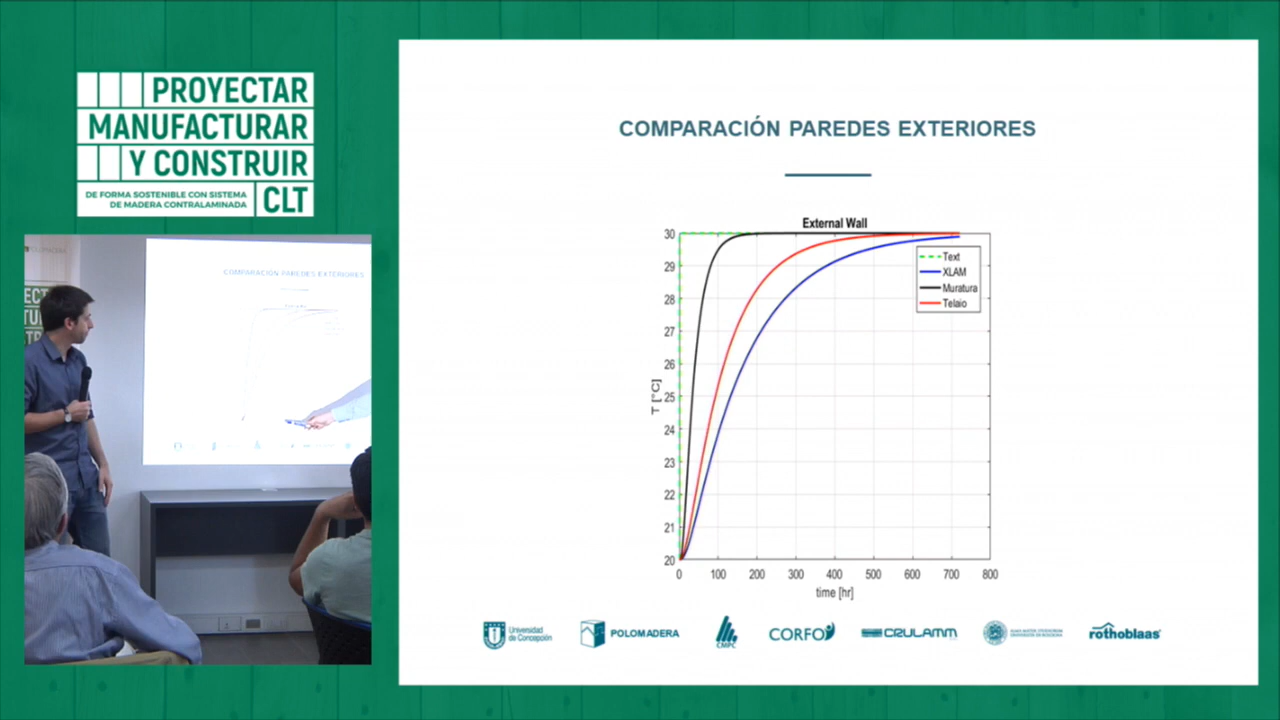 PROYECTAR
MANUFACTURAR
Y CONSTRUIR
DE FORMA SOSTENIBLE CON SISTEMA
DE MADERA CONTRALAMINADA
CLT
COMPARACIÓN PAREDES EXTERIORES
External Wall
30
29
28
27
26
25
24
23
22
21
20
T [°C]
Text
XLAM
Muratura
Telaio
0 100 200 300 400 500 600 700 800
time [hr]
COMPARACIÓN PAREDES EXTERIORES
Universidad
de Concepción
POLOMADERA
CMPC
CORFO
CRULAMM
rothoblaas